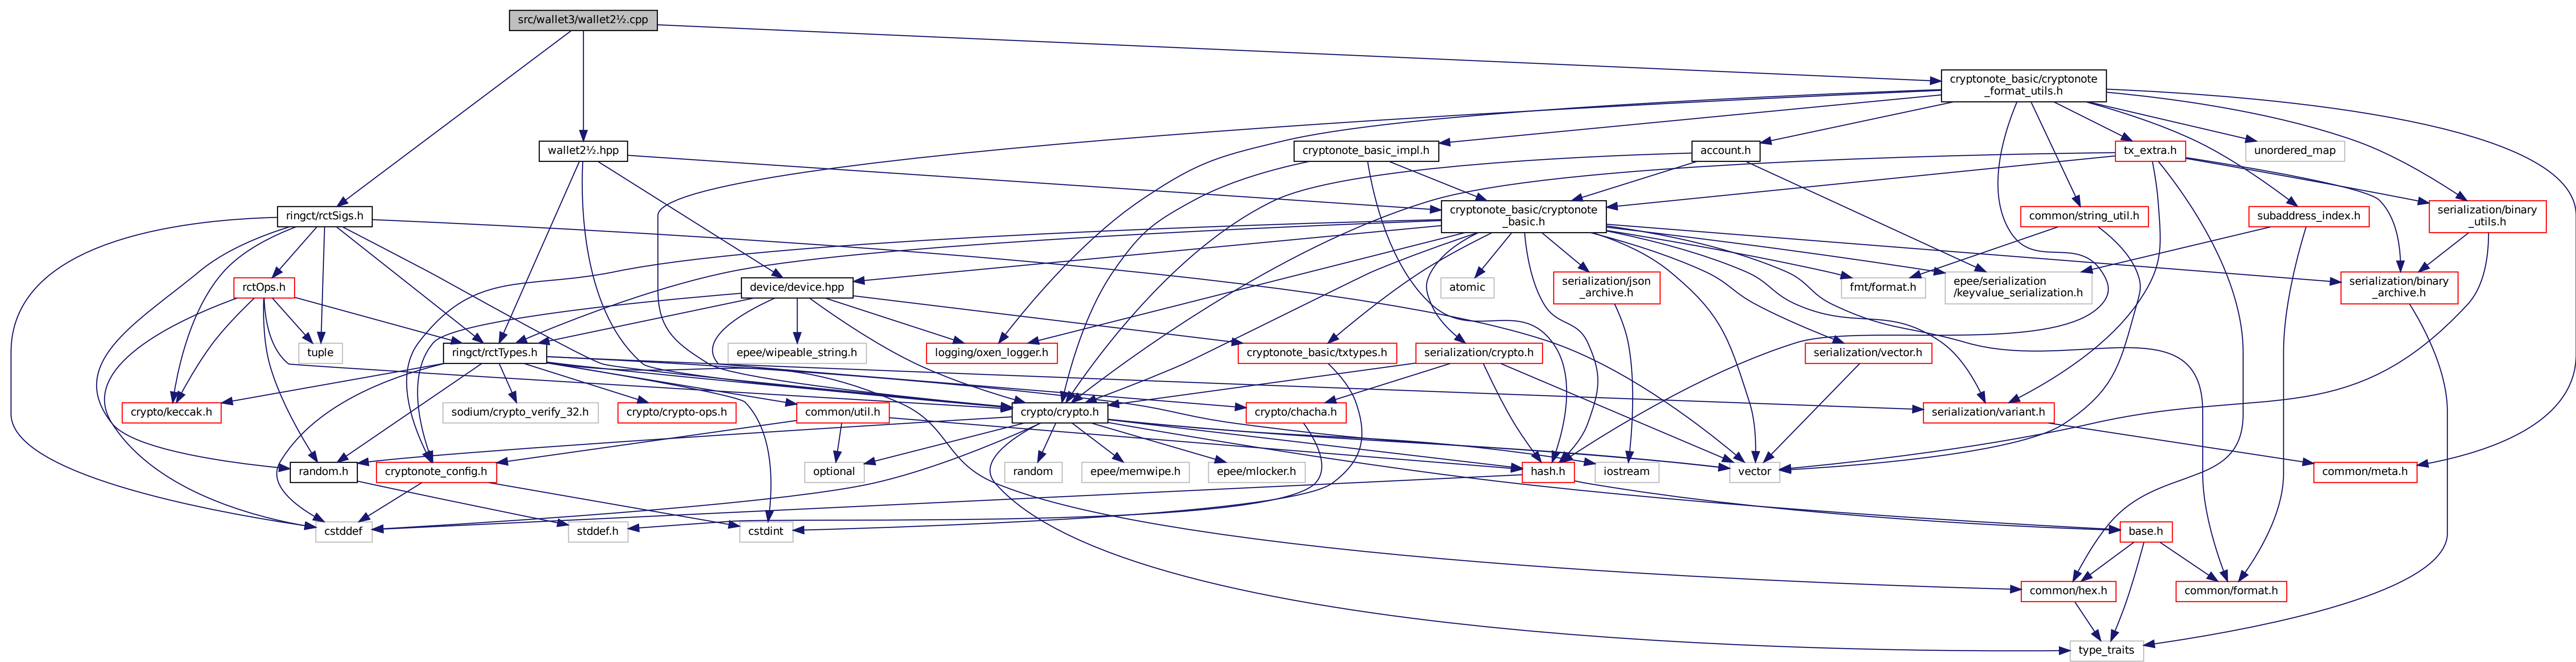 src/wallet3/wallet2½.cpp
cryptonote_basic/cryptonote
_format_utils.h
wallet2½.hpp
cryptonote_basic_impl.h
account.h
tx_extra.h
unordered_map
ringct/rctSigs.h
cryptonote_basic/cryptonote
_basic.h
common/string_util.h
subaddress_index.h
serialization/binary
_utils.h
rctOps.h
device/device.hpp
atomic
serialization/json
_archive.h
fmt/format.h
epee/serialization
/keyvalue_serialization.h
serialization/binary
_archive.h
tuple
ringct/rctTypes.h
epee/wipeable_string.h
logging/oxen_logger.h
cryptonote_basic/txtypes.h
serialization/crypto.h
serialization/vector.h
crypto/keccak.h
sodium/crypto_verify_32.h
crypto/crypto-ops.h
common/util.h
crypto/crypto.h
crypto/chacha.h
serialization/variant.h
random.h
cryptonote_config.h
optional
random
epee/memwipe.h
epee/mlocker.h
hash.h
iostream
vector
common/meta.h
cstddef
stddef.h
cstdint
base.h
common/hex.h
common/format.h
type_traits